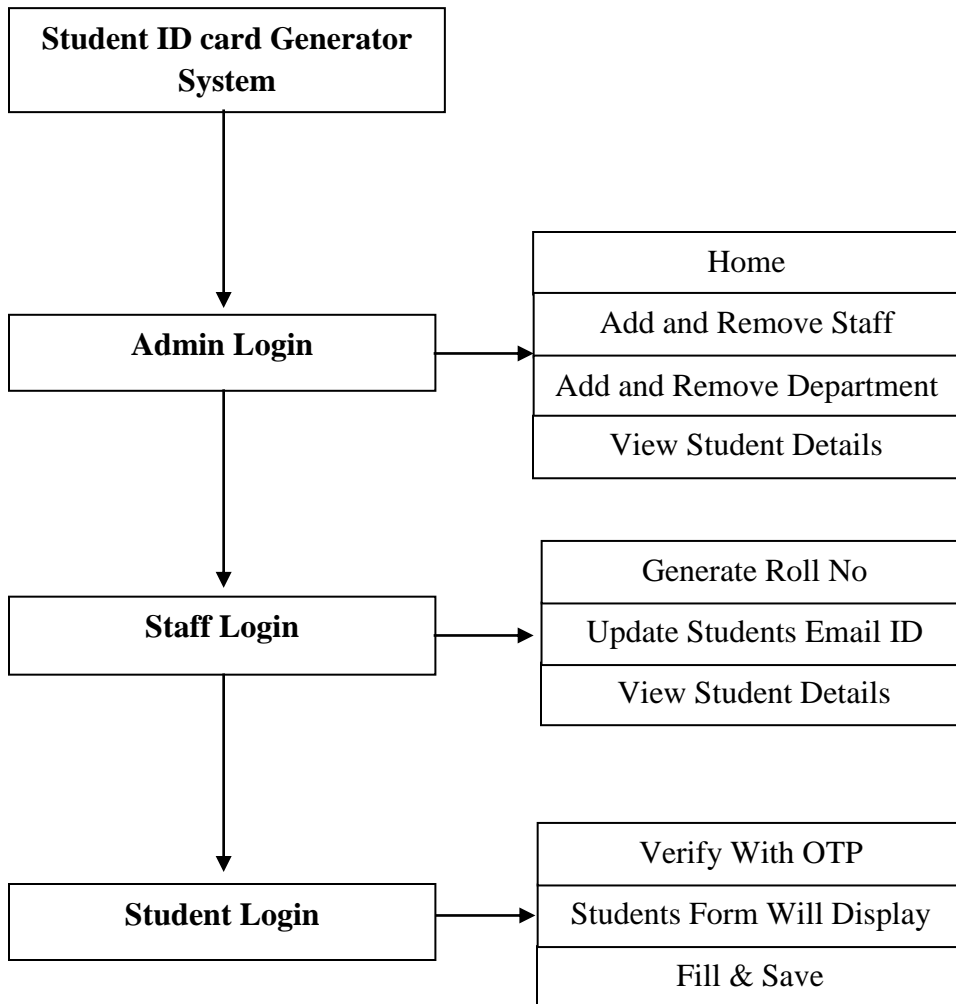 Student ID card Generator
System
Home
Admin Login
Add and Remove Staff
Add and Remove Department
View Student Details
Generate Roll No
Staff Login
Update Students Email ID
View Student Details
Verify With OTP
Student Login
Students Form Will Display
Fill & Save